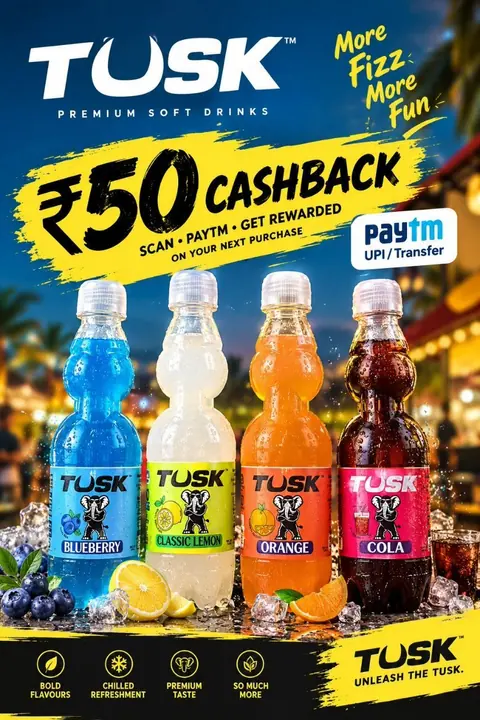 TUSK™
PREMIUM SOFT DRINKS
More
Fizz
More
Fun
₹50 CASHBACK
SCAN • PAYTM • GET REWARDED
ON YOUR NEXT PURCHASE
paytm
UPI / Transfer
TUSK
BLUEBERRY
TUSK
CLASSIC LEMON
TUSK
ORANGE
TUSK
COLA
BOLD
FLAVOURS
CHILLED
REFRESHMENT
PREMIUM
TASTE
SO MUCH
MORE
TUSK™
UNLEASH THE TUSK.